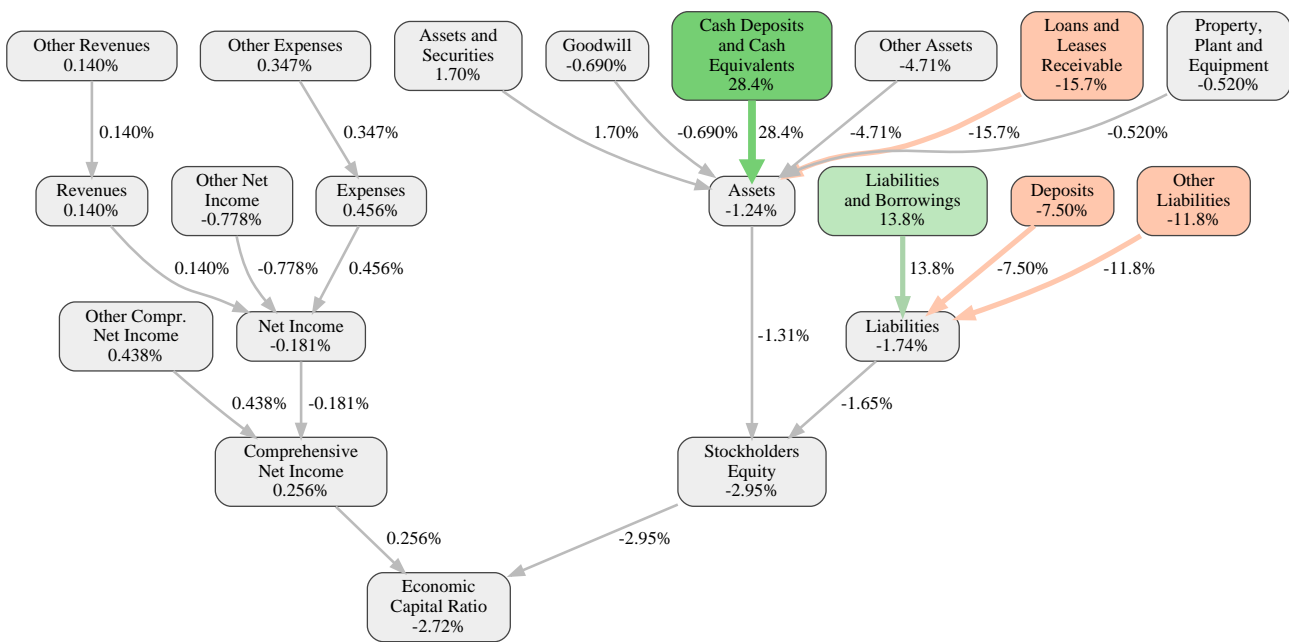 Other Revenues
0.140%
Other Expenses
0.347%
Assets and
Securities
1.70%
Goodwill
-0.690%
Cash Deposits
and Cash
Equivalents
28.4%
Other Assets
-4.71%
Loans and
Leases
Receivable
-15.7%
Property,
Plant and
Equipment
-0.520%
0.140%
0.347%
1.70%
-0.690%
28.4%
-4.71%
-15.7%
-0.520%
Revenues
0.140%
Other Net
Income
-0.778%
Expenses
0.456%
Assets
-1.24%
Liabilities
and Borrowings
13.8%
Deposits
-7.50%
Other
Liabilities
-11.8%
0.140%
-0.778%
0.456%
13.8%
-7.50%
-11.8%
Other Compr.
Net Income
0.438%
Net Income
-0.181%
-1.31%
Liabilities
-1.74%
0.438%
-0.181%
-1.65%
Comprehensive
Net Income
0.256%
Stockholders
Equity
-2.95%
0.256%
-2.95%
Economic
Capital Ratio
-2.72%